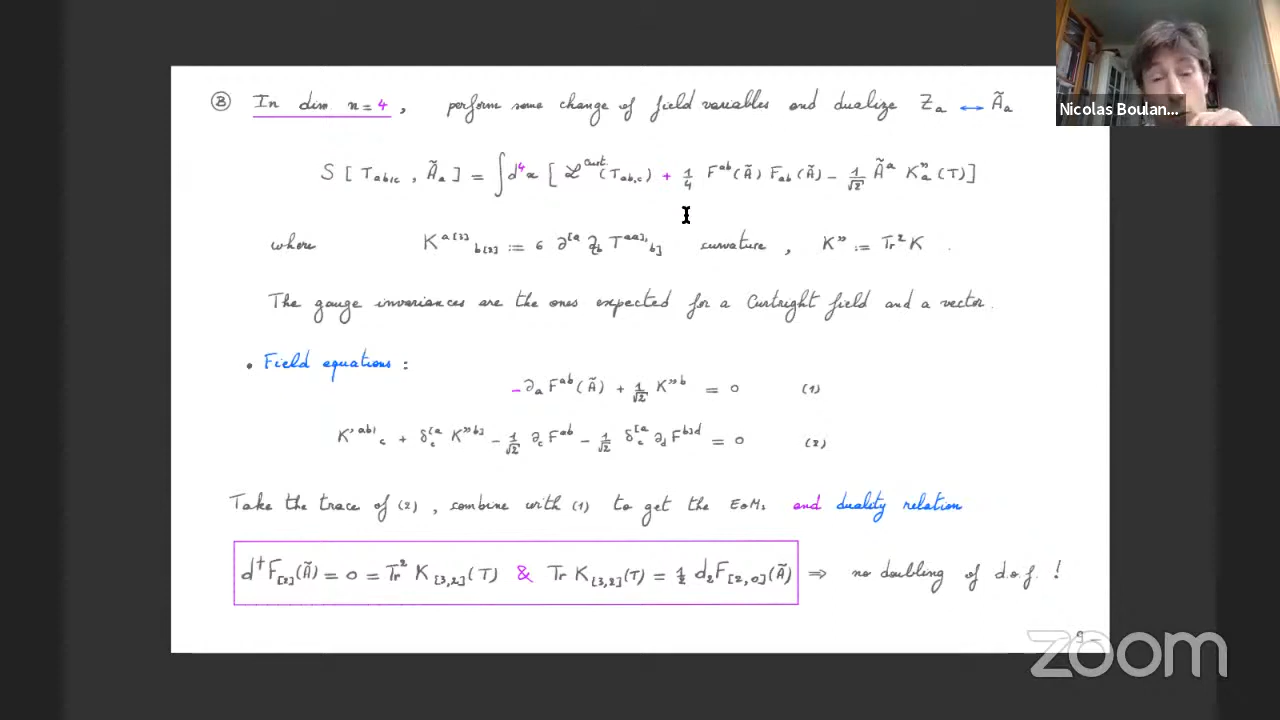 Ⓑ In dim n=4, perform some change of field variables and dualize Z_a ↔ Ã_a
S[T_{ab|c}, Ã_a] = ∫d⁴x [ℒ^{Curt.}(T_{ab,c}) + 1/4 F^{ab}(Ã) F_{ab}(Ã) − 1/√2 Ã^a K''_a(T)]
where K^{a[3]}_{b[2]} := 6 ∂^{[a} ∂_{[b} T^{aa]}_{,b]} curvature, K'' := Tr² K.
The gauge invariances are the ones expected for a Curtright field and a vector.
• Field equations:
−∂_a F^{ab}(Ã) + 1/√2 K''^b = 0 (1)
K'^{ab|}_c + δ_c^{[a} K''^{b]} − 1/√2 ∂_c F^{ab} − 1/√2 δ_c^{[a} ∂_d F^{b]d} = 0 (2)
Take the trace of (2), combine with (1) to get the EoMs and duality relation
d†F_{[2]}(Ã) = 0 = Tr² K_{[3,2]}(T) & Tr K_{[3,2]}(T) = 1/2 d₂F_{[2,0]}(Ã) ⇒ no doubling of d.o.f. !
Nicolas Boulan...
zoom